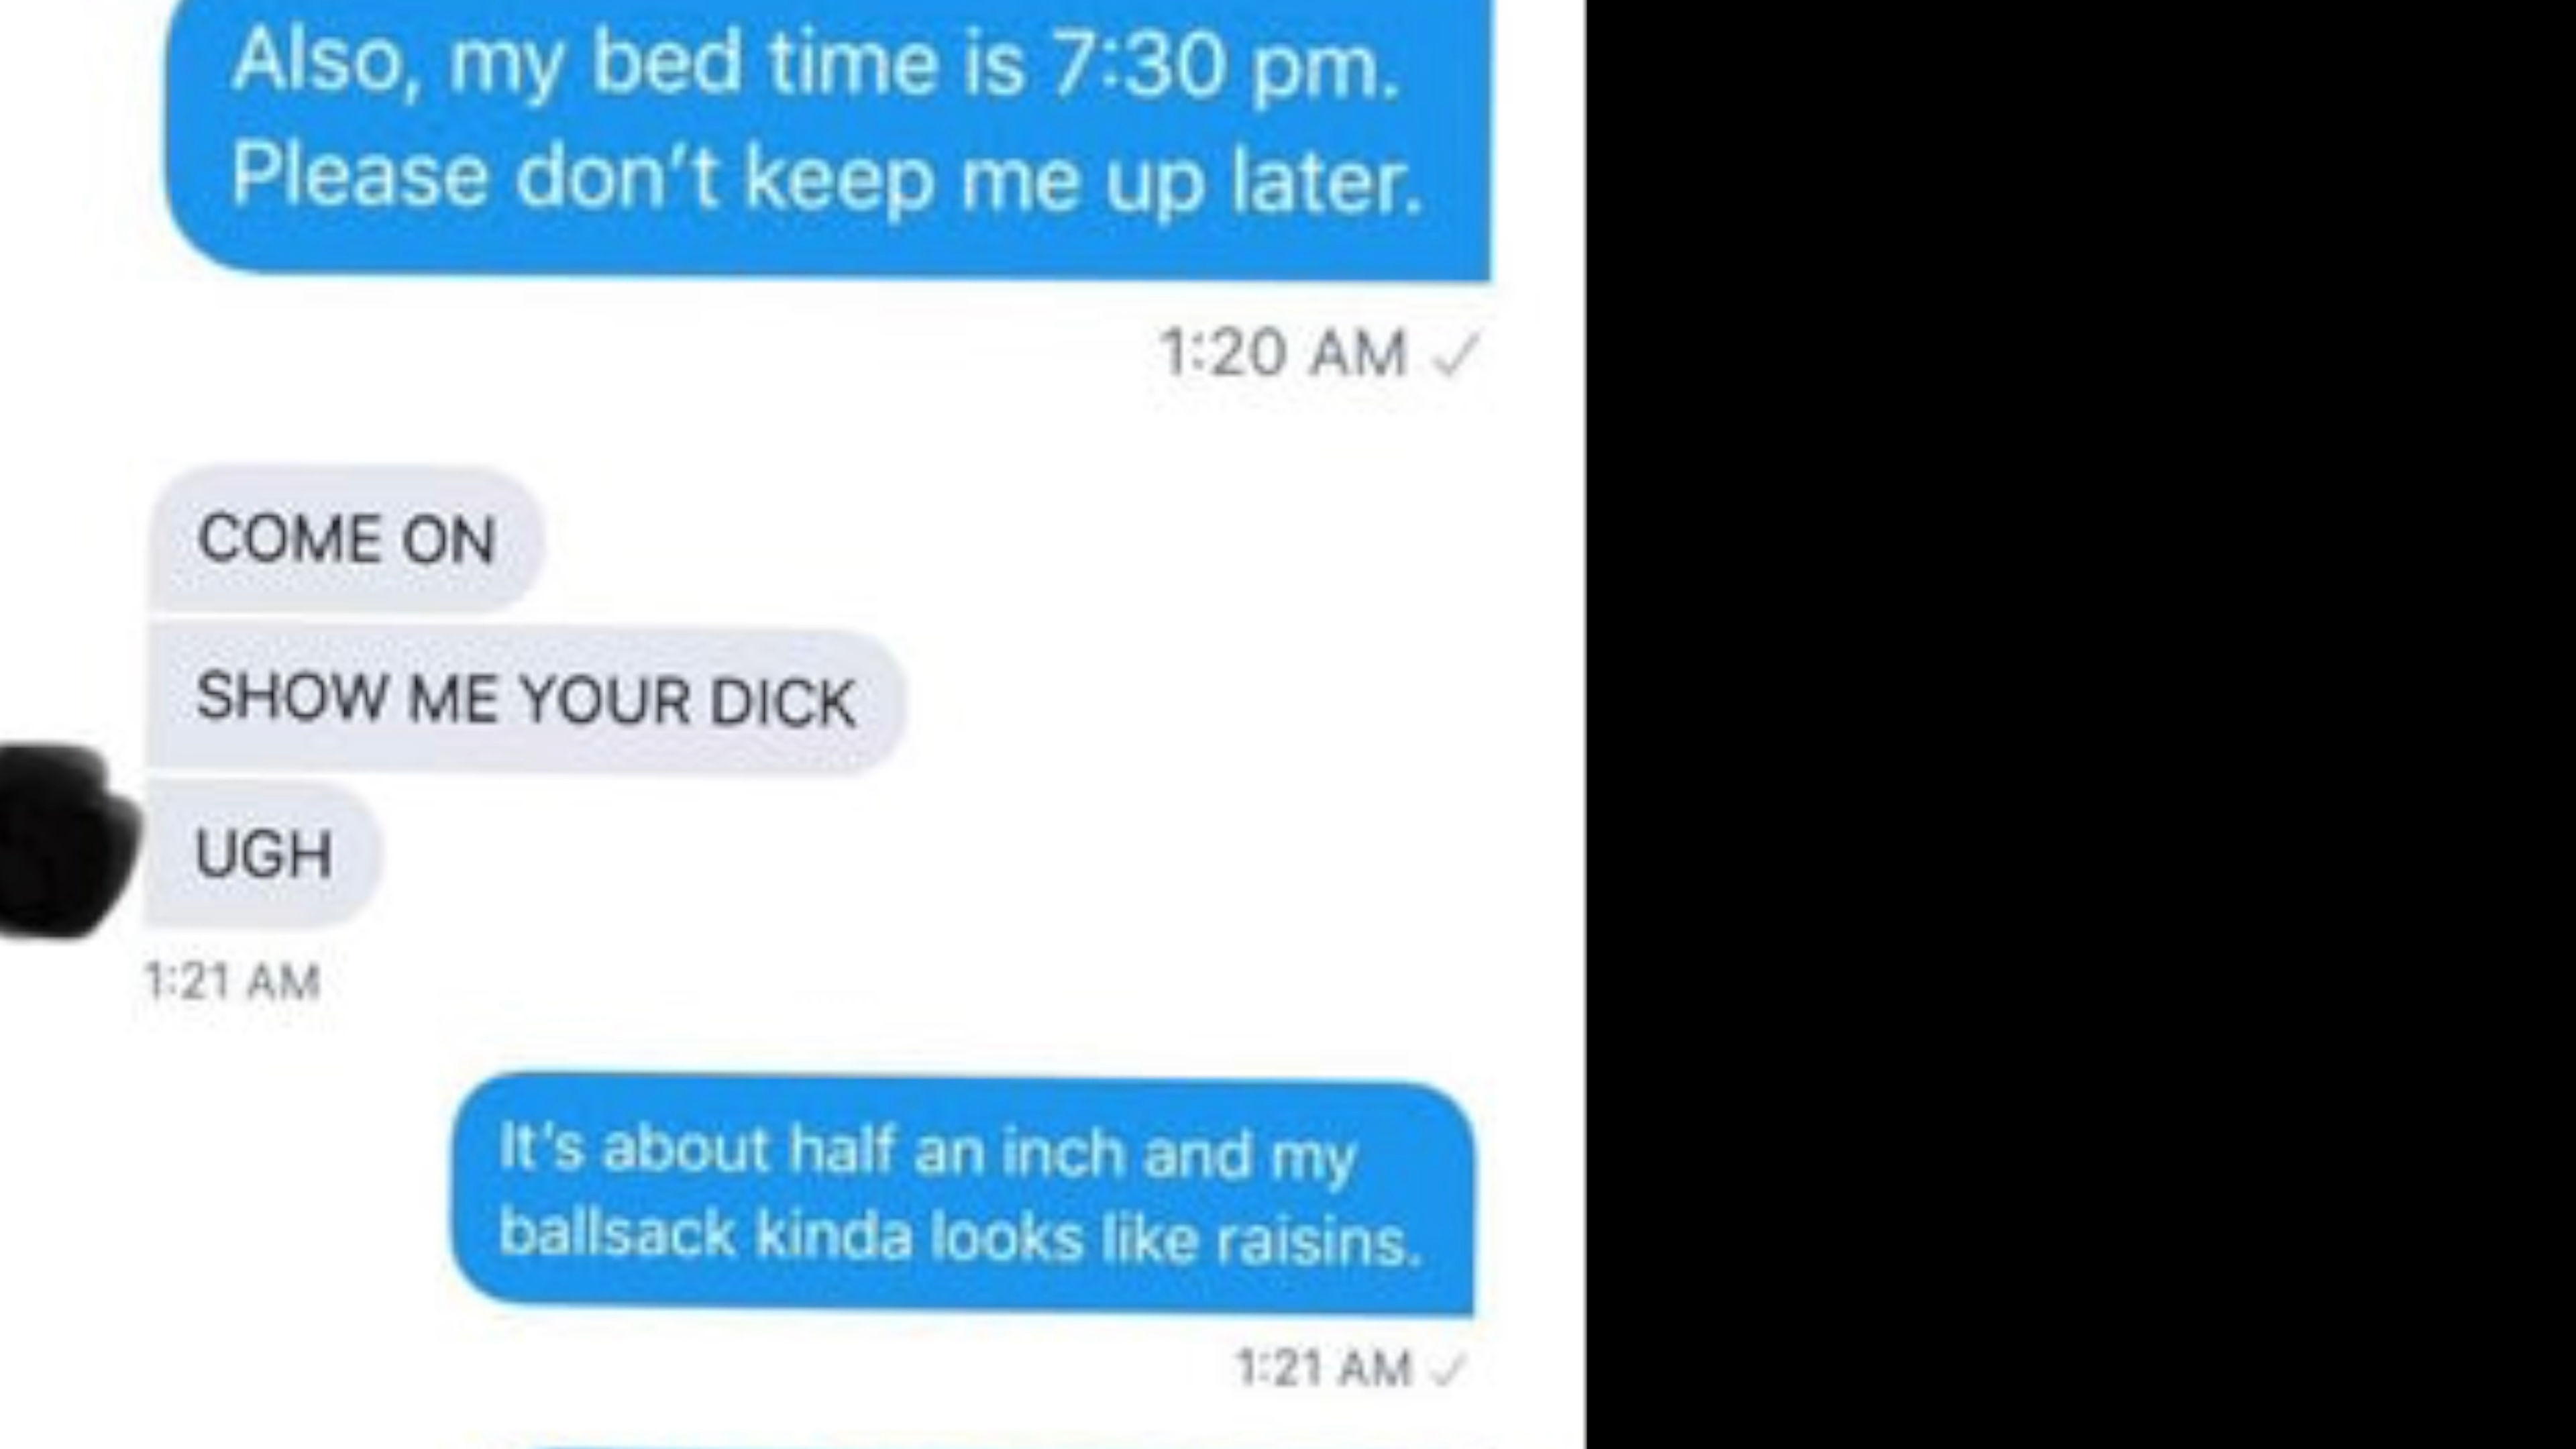 Also, my bed time is 7:30 pm.
Please don't keep me up later.
1:20 AM ✓
COME ON
SHOW ME YOUR DICK
UGH
1:21 AM
It's about half an inch and my
ballsack kinda looks like raisins.
1:21 AM ✓